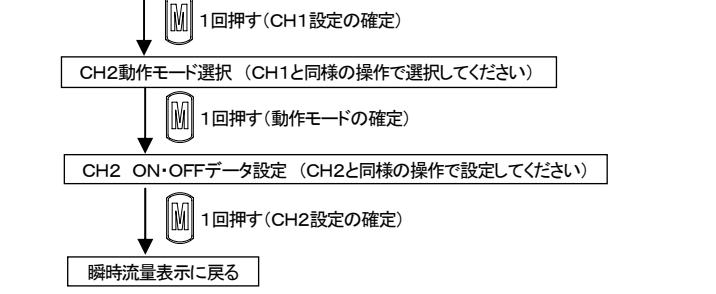 M 1回押す(CH1設定の確定)
CH2動作モード選択 (CH1と同様の操作で選択してください)
M 1回押す(動作モードの確定)
CH2 ON・OFFデータ設定 (CH2と同様の操作で設定してください)
M 1回押す(CH2設定の確定)
瞬時流量表示に戻る